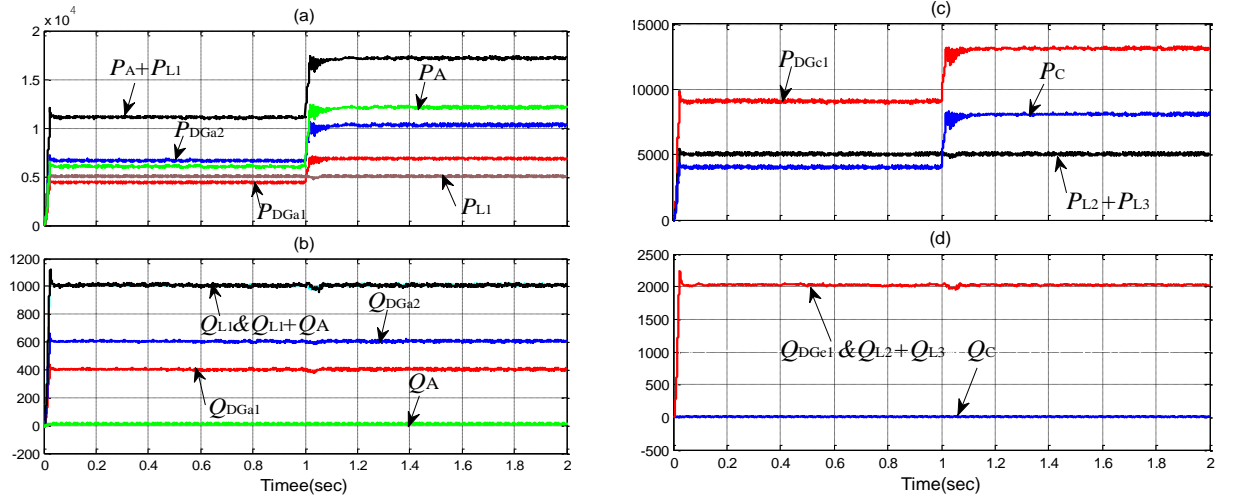 (a)
x 10^4
2
1.5
1
0.5
0
P_A+P_L1
P_A
P_DGa2
P_DGa1
P_L1
0 0.2 0.4 0.6 0.8 1 1.2 1.4 1.6 1.8 2
(b)
1200
1000
800
600
400
200
0
-200
Q_L1&Q_L1+Q_A
Q_DGa2
Q_DGa1
Q_A
0 0.2 0.4 0.6 0.8 1 1.2 1.4 1.6 1.8 2
Timee(sec)
(c)
15000
10000
5000
0
P_DGc1
P_C
P_L2+P_L3
0 0.2 0.4 0.6 0.8 1 1.2 1.4 1.6 1.8 2
(d)
2500
2000
1500
1000
500
0
-500
Q_DGc1&Q_L2+Q_L3
Q_C
0 0.2 0.4 0.6 0.8 1 1.2 1.4 1.6 1.8 2
Time(sec)